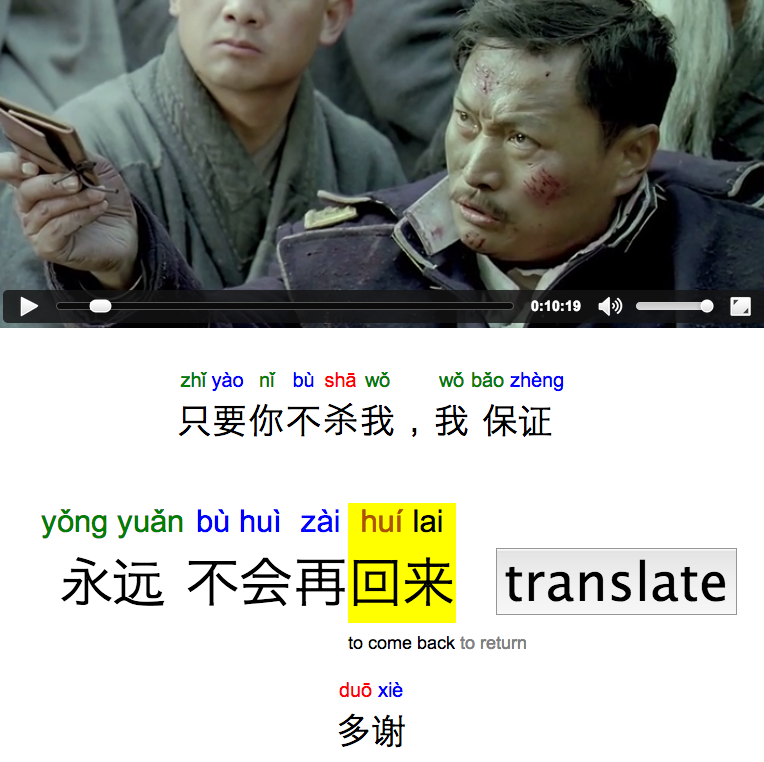 0:10:19
zhǐ yào nǐ bù shā wǒ wǒ bǎo zhèng
只要你不杀我，我 保证
yǒng yuǎn bù huì zài huí lai
永远 不会再回来 translate
to come back to return
duō xiè
多谢